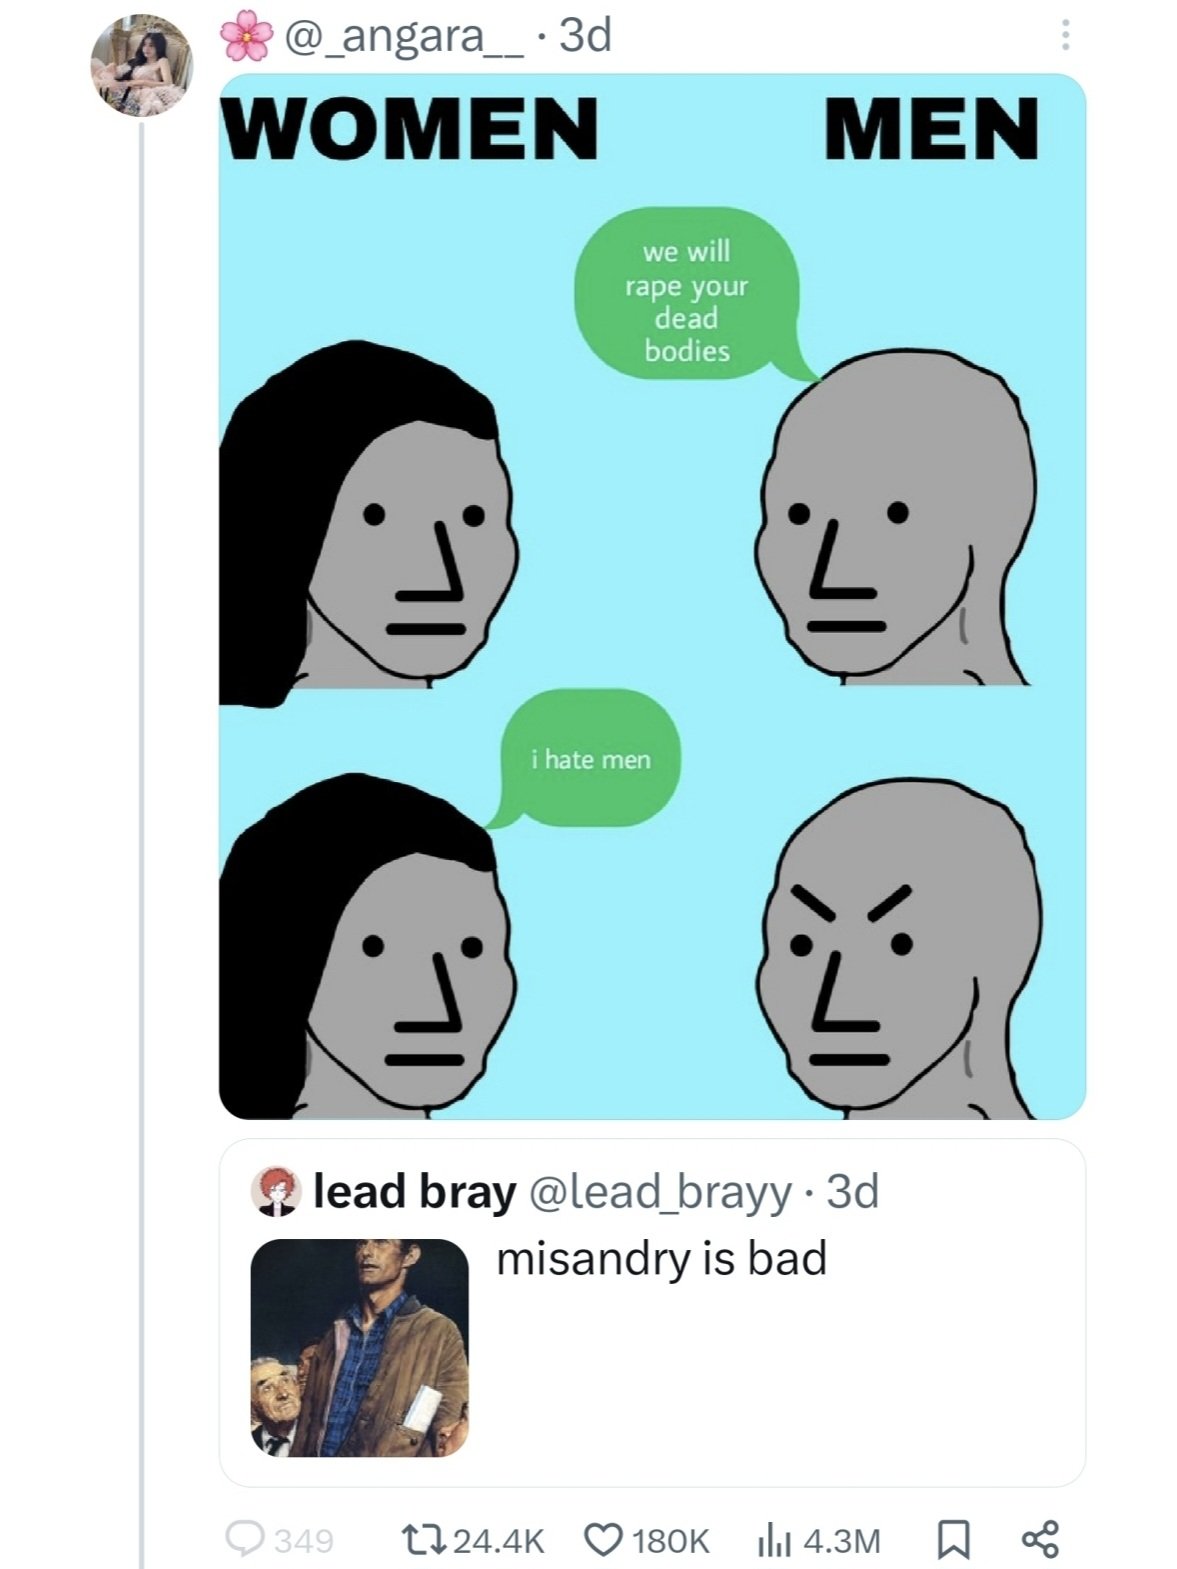 🌸 @_angara__ · 3d
WOMEN MEN
we will
rape your
dead
bodies
i hate men
lead bray @lead_brayy · 3d
misandry is bad
349 24.4K 180K 4.3M